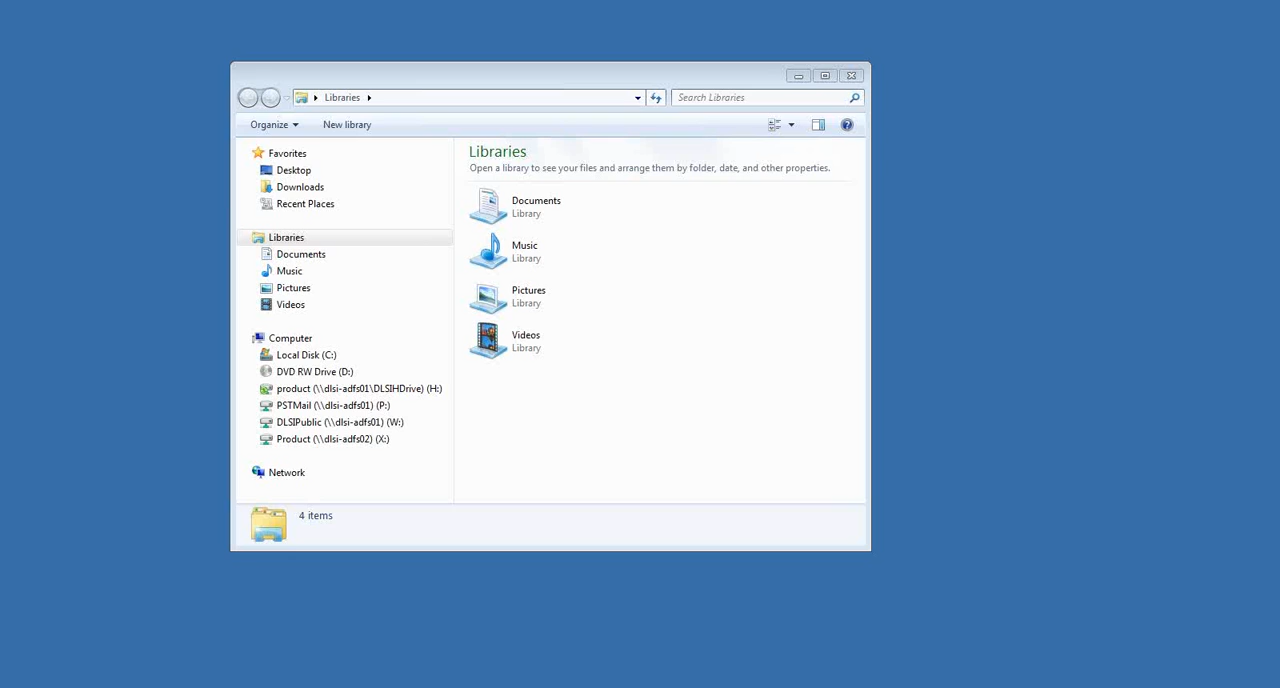 Libraries
Search Libraries
Organize
New library
Favorites
Desktop
Downloads
Recent Places
Libraries
Documents
Music
Pictures
Videos
Computer
Local Disk (C:)
DVD RW Drive (D:)
product (\\dlsi-adfs01\DLSIHDrive) (H:)
PSTMail (\\dlsi-adfs01) (P:)
DLSIPublic (\\dlsi-adfs01) (W:)
Product (\\dlsi-adfs02) (X:)
Network
Libraries
Open a library to see your files and arrange them by folder, date, and other properties.
Documents
Library
Music
Library
Pictures
Library
Videos
Library
4 items